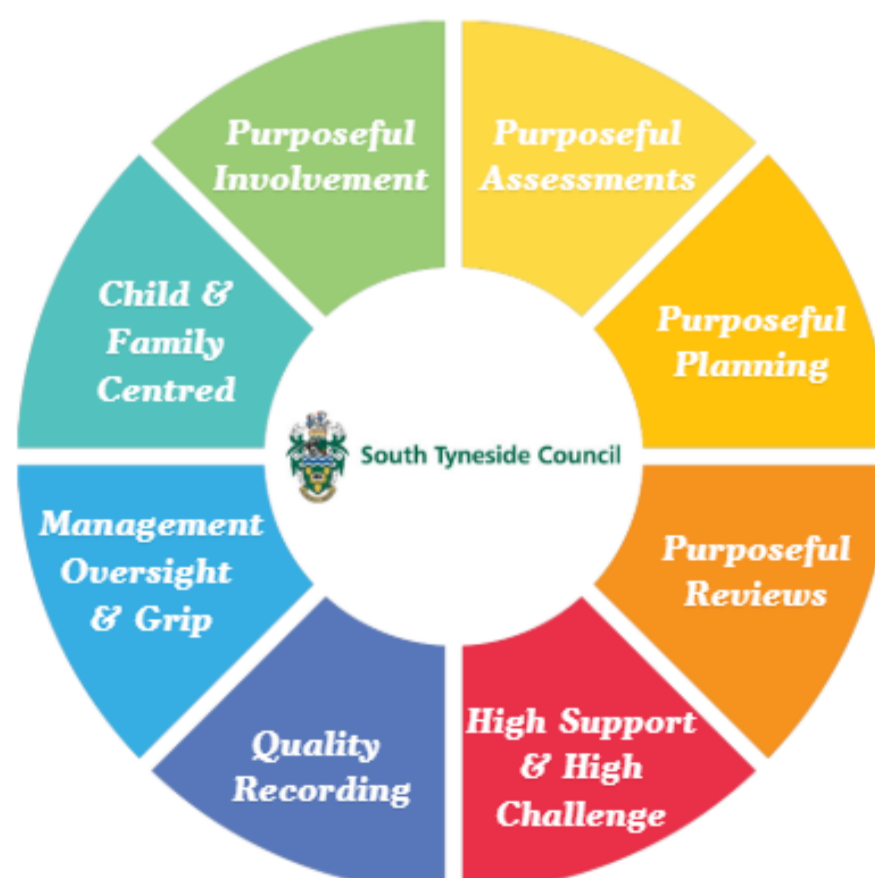 Purposeful
Assessments
Purposeful
Planning
Purposeful
Reviews
High Support
& High
Challenge
Quality
Recording
Management
Oversight
& Grip
Child &
Family
Centred
Purposeful
Involvement
South Tyneside Council